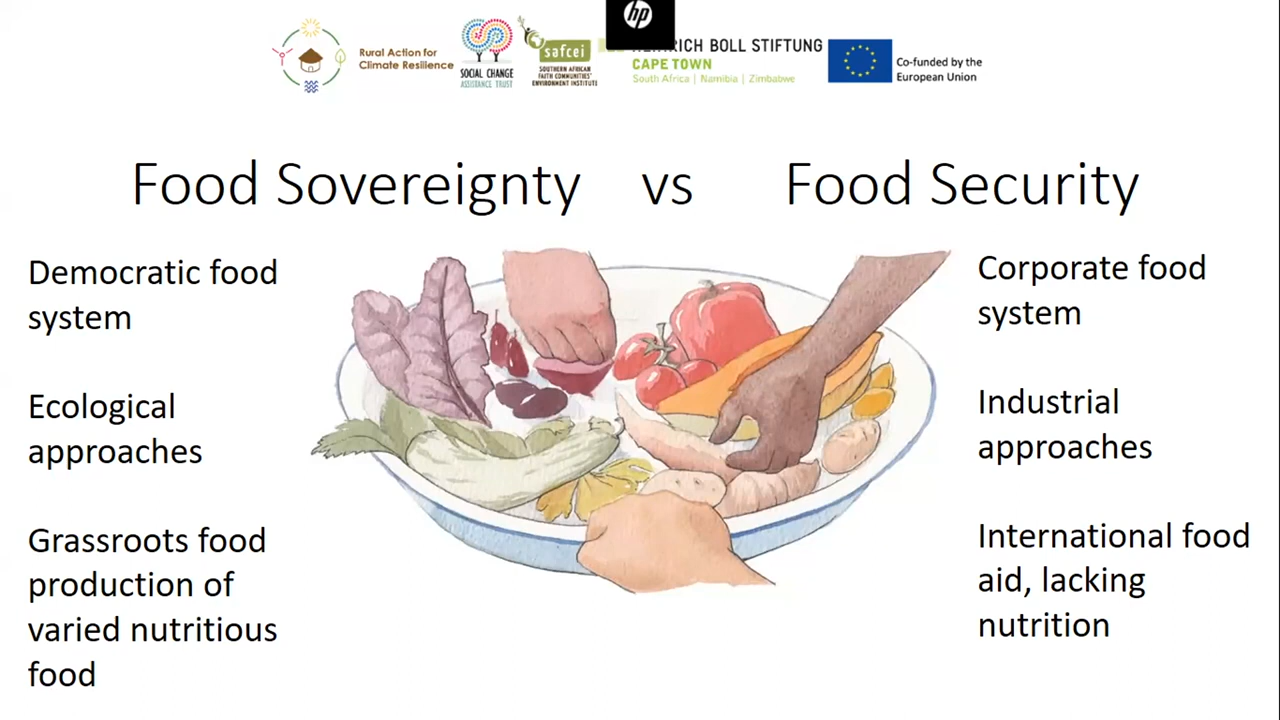 Rural Action for
Climate Resilience
SOCIAL CHANGE
ASSISTANCE TRUST
safcei
SOUTHERN AFRICAN
FAITH COMMUNITIES'
ENVIRONMENT INSTITUTE
hp
HEINRICH BOLL STIFTUNG
CAPE TOWN
South Africa | Namibia | Zimbabwe
Co-funded by the
European Union
Food Sovereignty vs Food Security
Democratic food
system
Ecological
approaches
Grassroots food
production of
varied nutritious
food
Corporate food
system
Industrial
approaches
International food
aid, lacking
nutrition